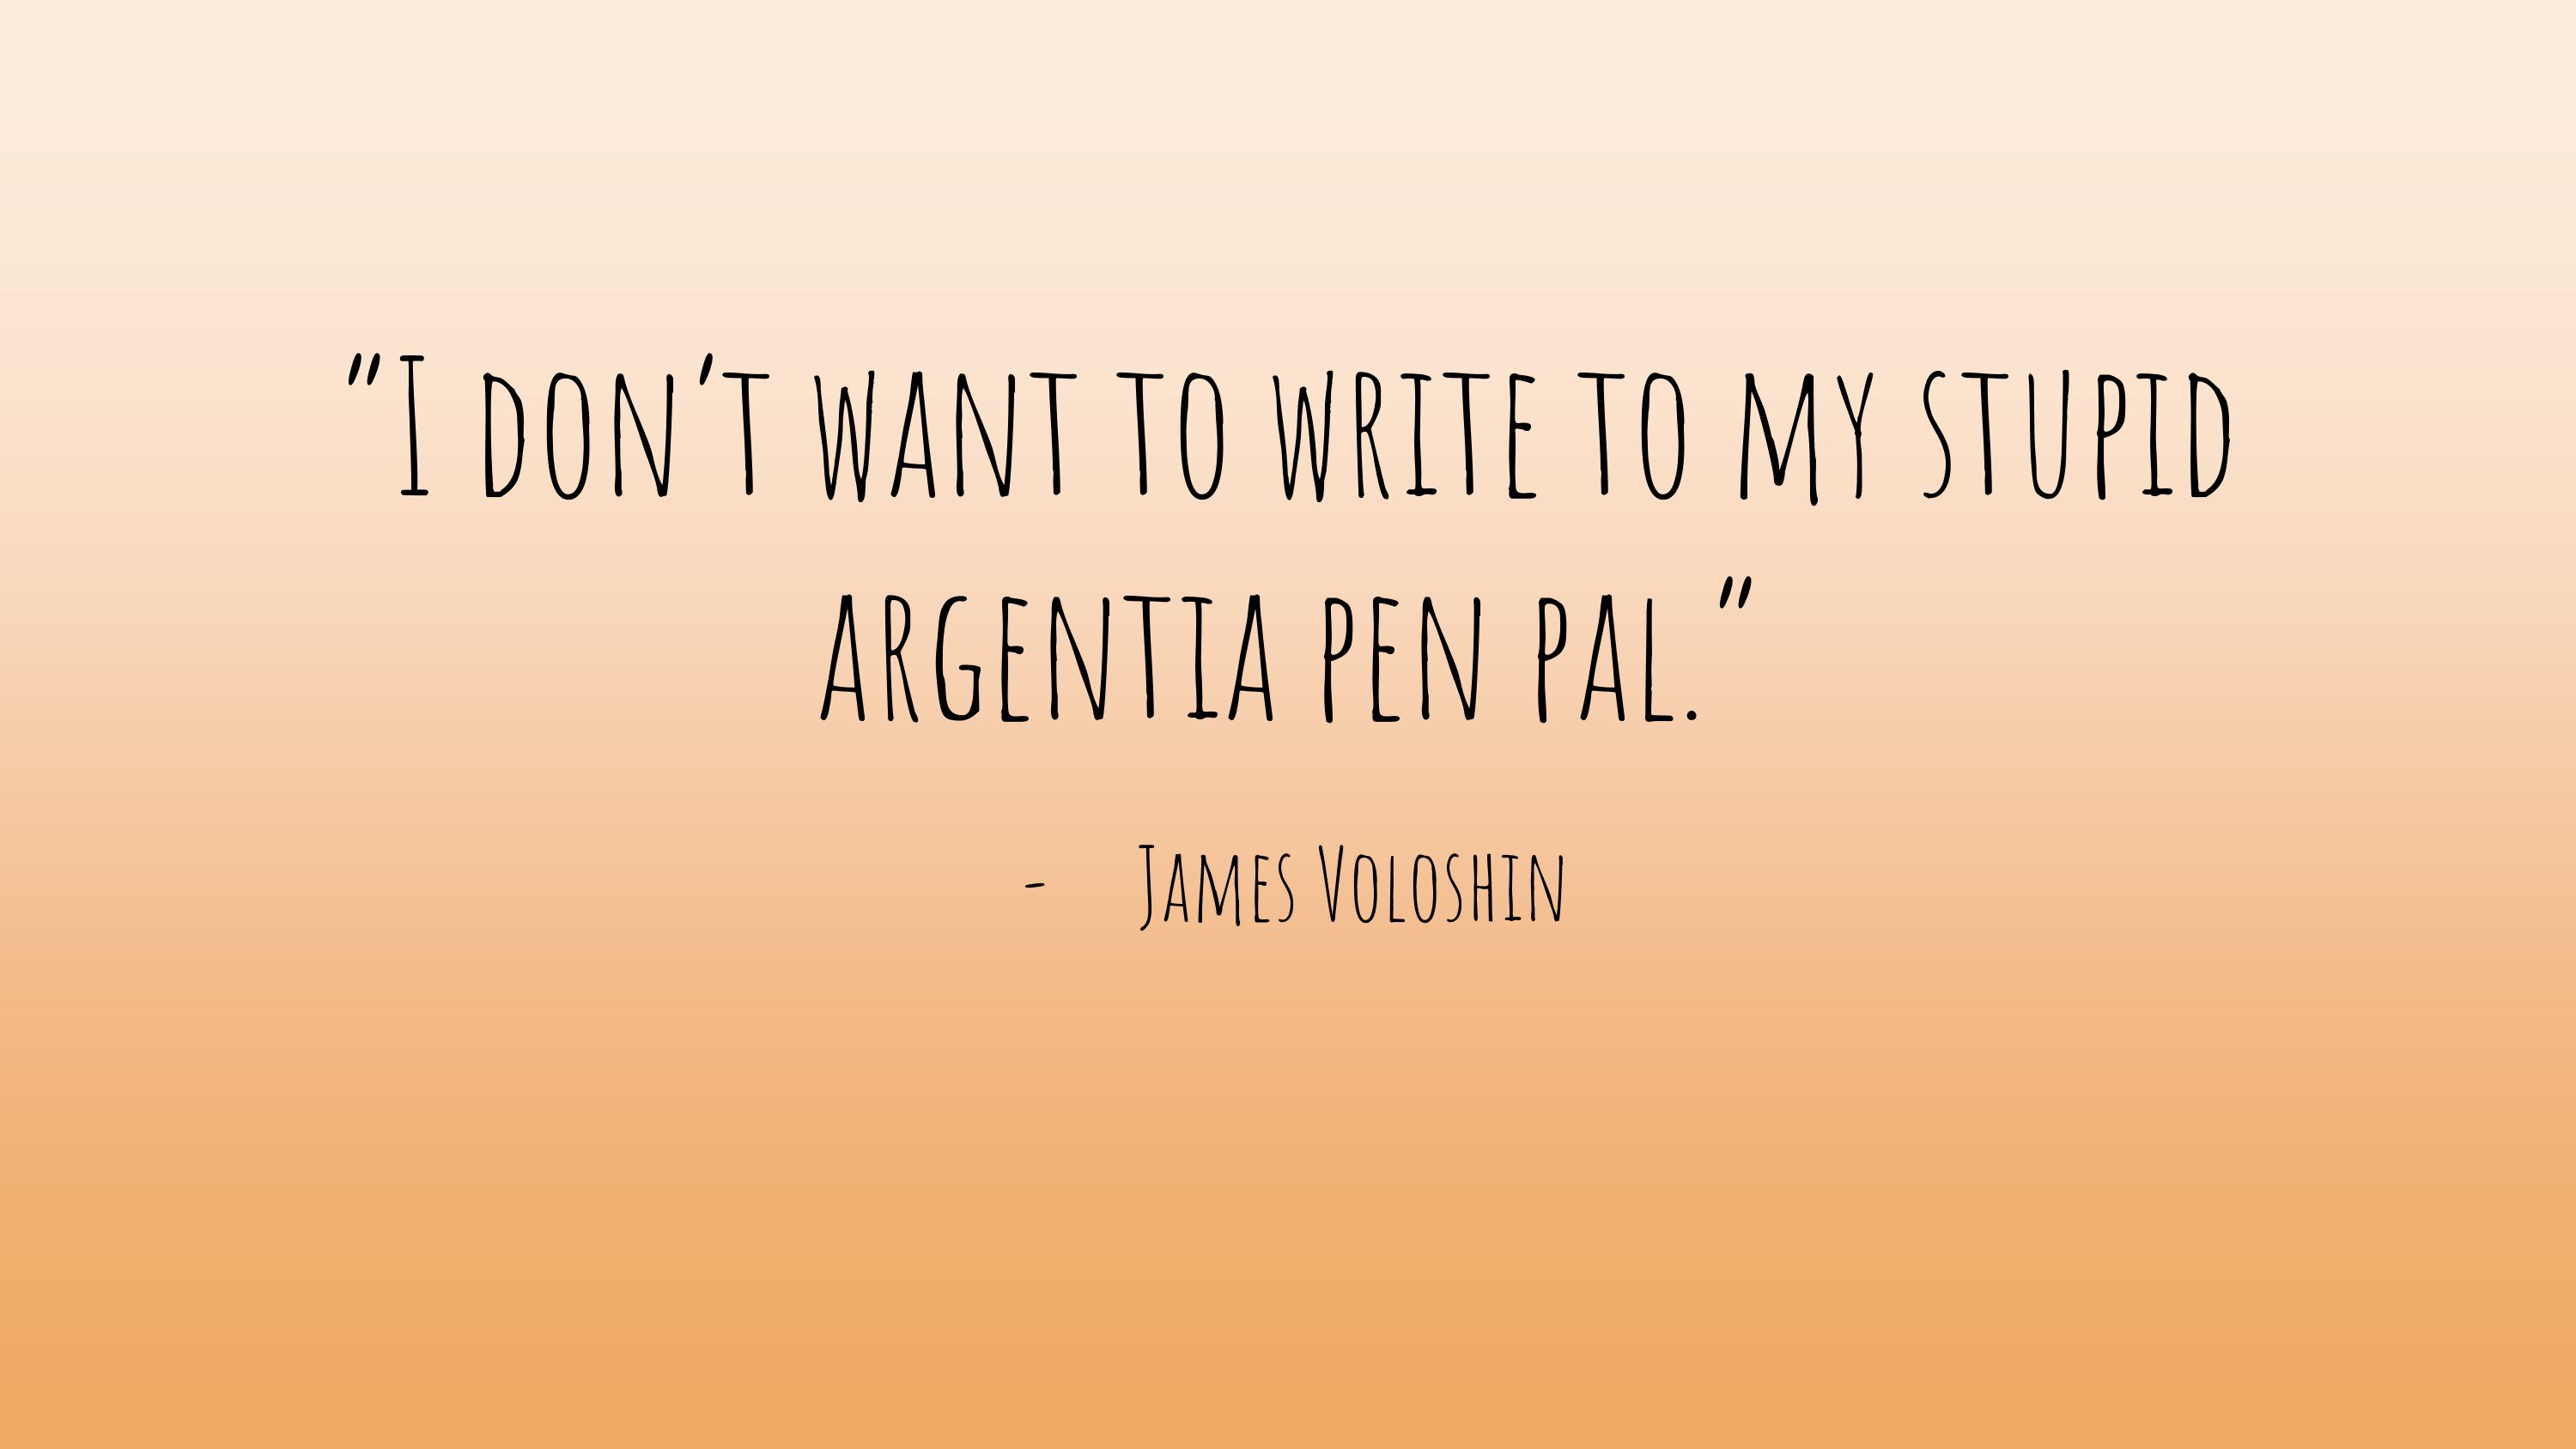 "I don't want to write to my stupid
argentia pen pal."
- James Voloshin